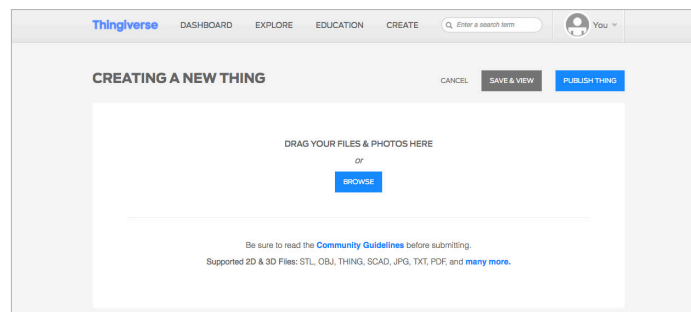 Thingiverse DASHBOARD EXPLORE EDUCATION CREATE Enter a search term You
CREATING A NEW THING CANCEL SAVE & VIEW PUBLISH THING
DRAG YOUR FILES & PHOTOS HERE
or
BROWSE
Be sure to read the Community Guidelines before submitting.
Supported 2D & 3D Files: STL, OBJ, THING, SCAD, JPG, TXT, PDF, and many more.